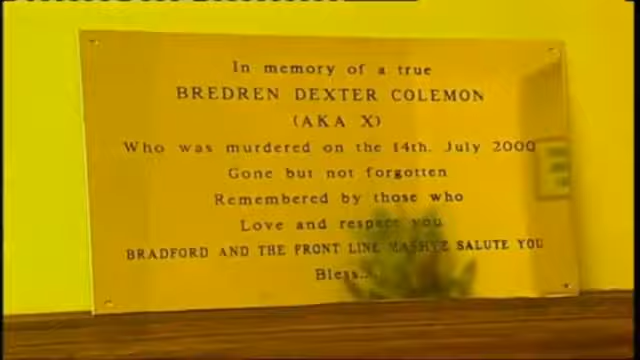 In memory of a true
BREDREN DEXTER COLEMON
(AKA X)
Who was murdered on the 14th. July 2000
Gone but not forgotten
Remembered by those who
Love and respect you
BRADFORD AND THE FRONT LINE SALUTE YOU
Bless..